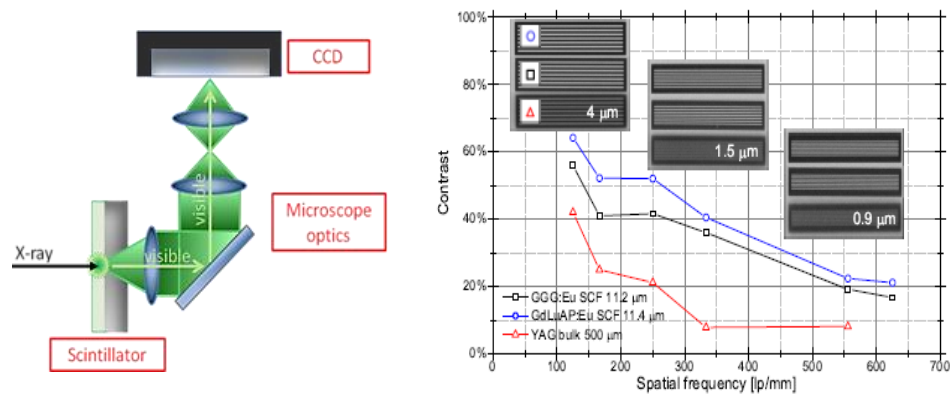 CCD
visible
Microscope
optics
visible
X-ray
Scintillator
100%
80%
60%
40%
20%
0%
Contrast
4 μm
1.5 μm
0.9 μm
GGG:Eu SCF 11.2 μm
GdLuAP:Eu SCF 11.4 μm
YAG bulk 500 μm
0 100 200 300 400 500 600 700
Spatial frequency [lp/mm]